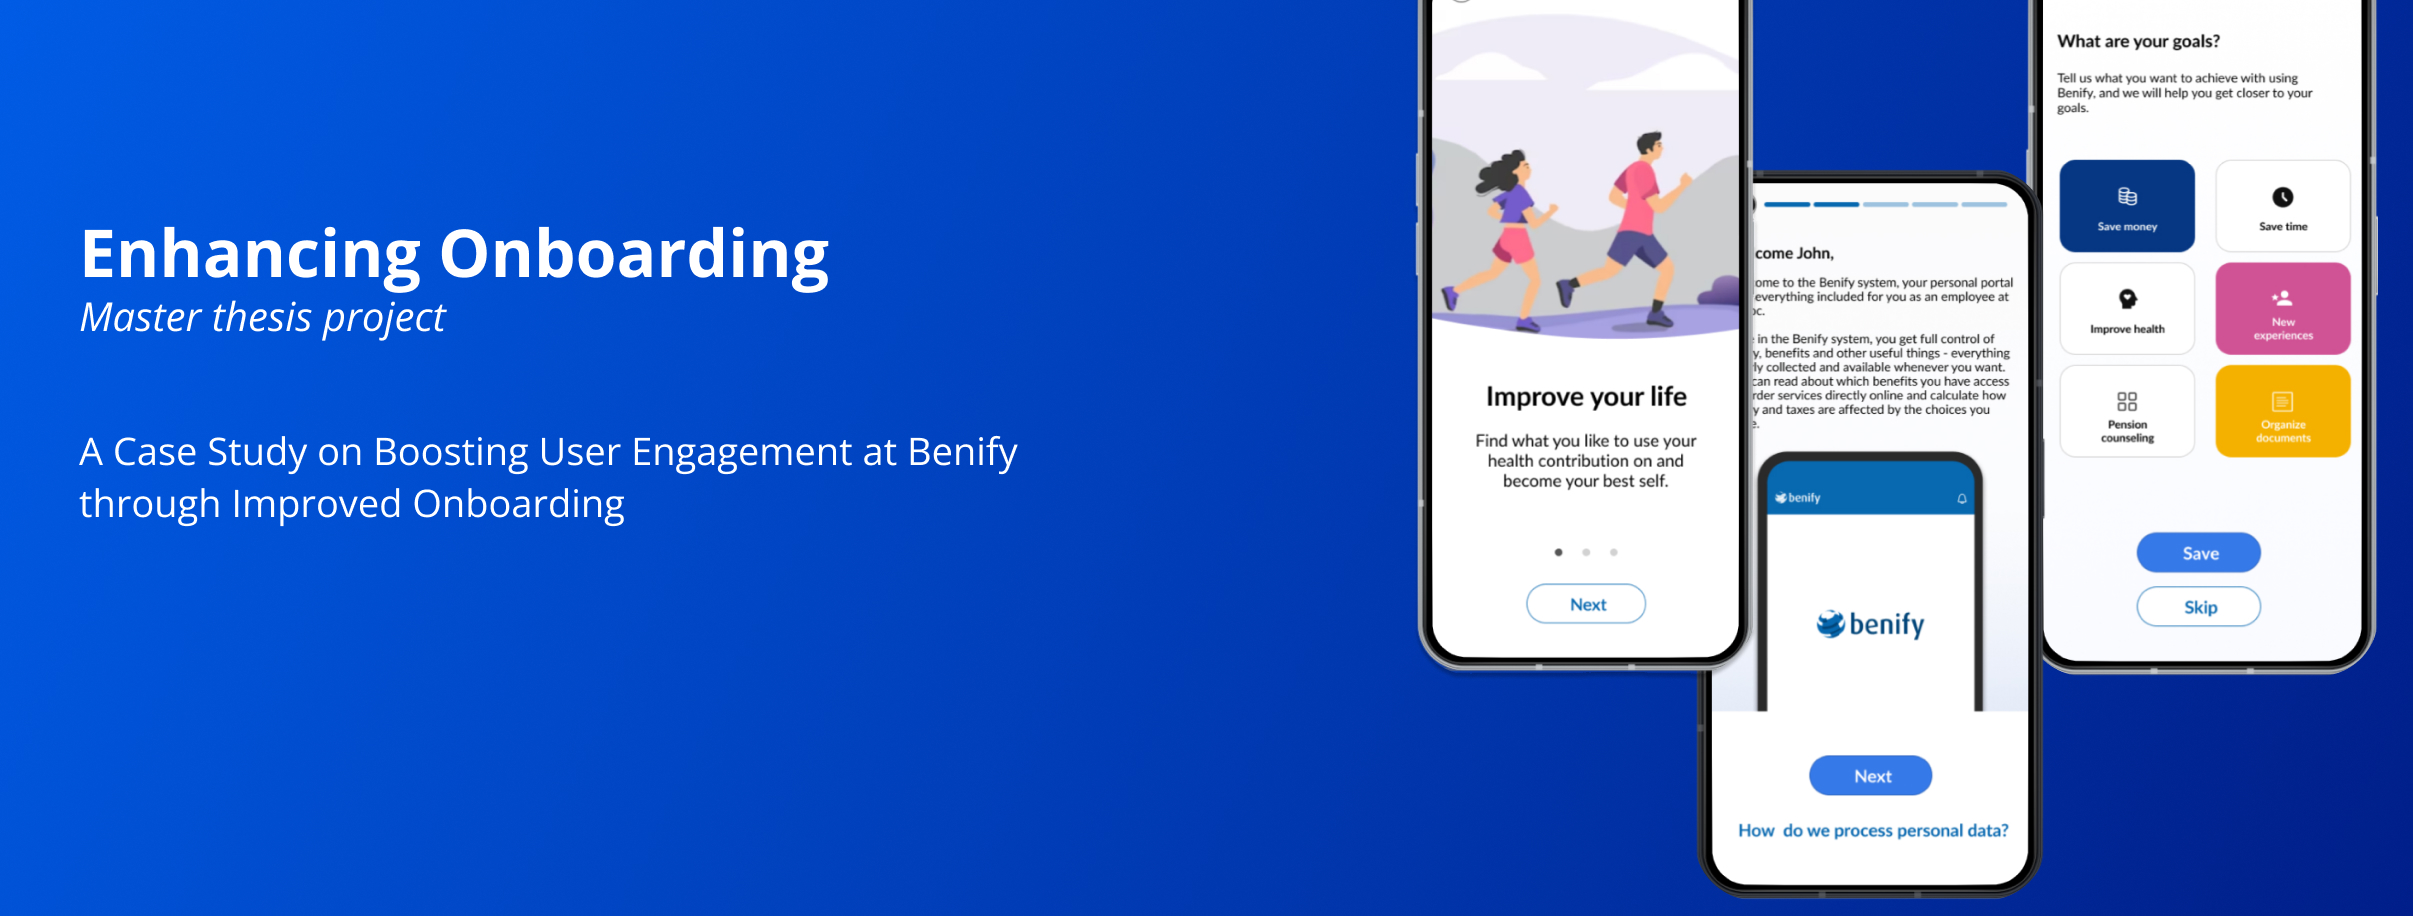 Enhancing Onboarding
Master thesis project
A Case Study on Boosting User Engagement at Benify
through Improved Onboarding
Improve your life
Find what you like to use your
health contribution on and
become your best self.
Next
come John,
ome to the Benify system, your personal portal
everything included for you as an employee at
in the Benify system, you get full control of
y, benefits and other useful things - everything
ly collected and available whenever you want.
can read about which benefits you have access
rder services directly online and calculate how
y and taxes are affected by the choices you
benify
benify
Next
How do we process personal data?
What are your goals?
Tell us what you want to achieve with using
Benify, and we will help you get closer to your
goals.
Save money
Save time
Improve health
New
experiences
Pension
counseling
Organize
documents
Save
Skip